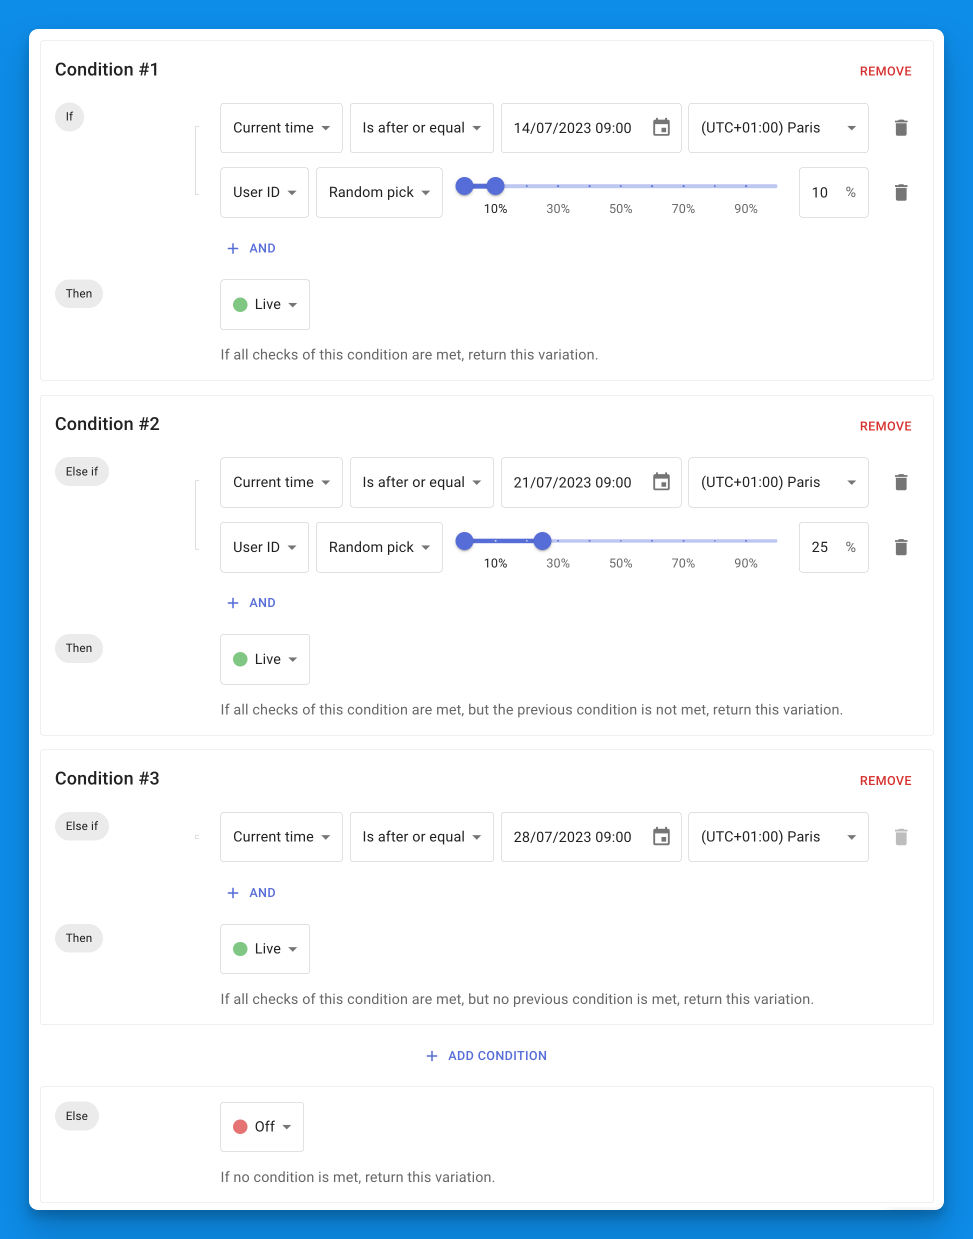 Condition #1
REMOVE
If
Current time Is after or equal 14/07/2023 09:00 (UTC+01:00) Paris
User ID Random pick 10 %
10% 30% 50% 70% 90%
+ AND
Then
Live
If all checks of this condition are met, return this variation.
Condition #2
REMOVE
Else if
Current time Is after or equal 21/07/2023 09:00 (UTC+01:00) Paris
User ID Random pick 25 %
10% 30% 50% 70% 90%
+ AND
Then
Live
If all checks of this condition are met, but the previous condition is not met, return this variation.
Condition #3
REMOVE
Else if
Current time Is after or equal 28/07/2023 09:00 (UTC+01:00) Paris
+ AND
Then
Live
If all checks of this condition are met, but no previous condition is met, return this variation.
+ ADD CONDITION
Else
Off
If no condition is met, return this variation.